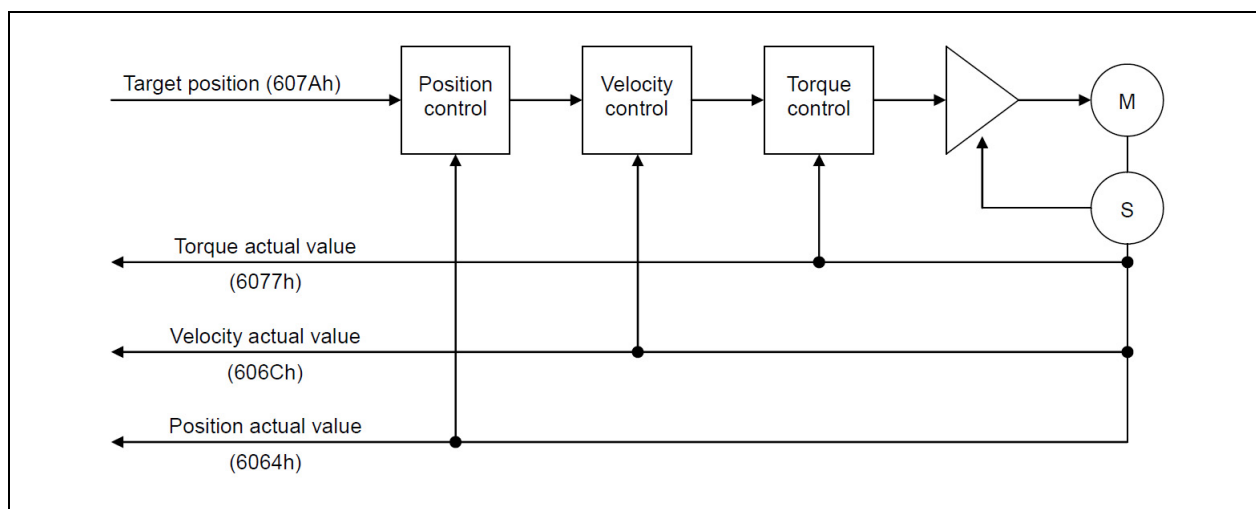 Target position (607Ah)
Position
control
Velocity
control
Torque
control
M
S
Torque actual value
(6077h)
Velocity actual value
(606Ch)
Position actual value
(6064h)